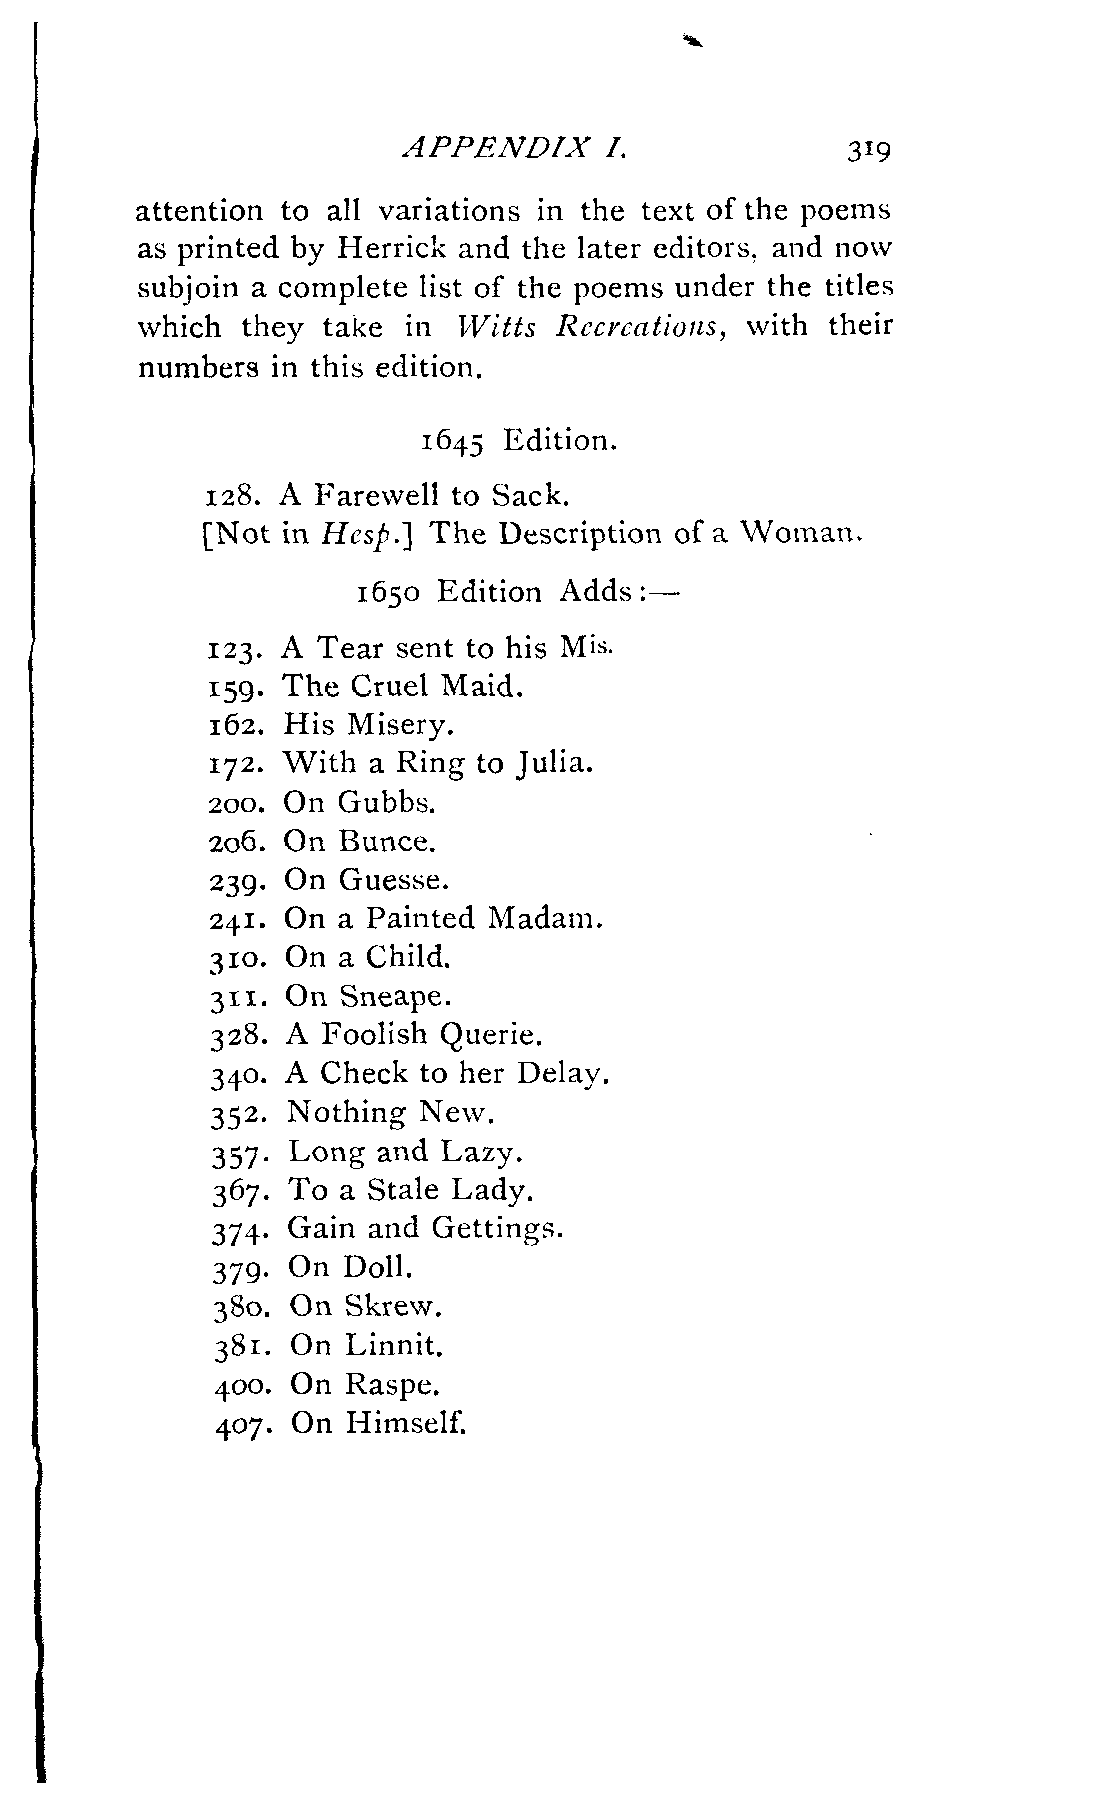 APPENDIX I. 319
attention to all variations in the text of the poems
as printed by Herrick and the later editors, and now
subjoin a complete list of the poems under the titles
which they take in Witts Recreations, with their
numbers in this edition.
1645 Edition.
128. A Farewell to Sack.
[Not in Hesp.] The Description of a Woman.
1650 Edition Adds:—
123. A Tear sent to his Mis.
159. The Cruel Maid.
162. His Misery.
172. With a Ring to Julia.
200. On Gubbs.
206. On Bunce.
239. On Guesse.
241. On a Painted Madam.
310. On a Child.
311. On Sneape.
328. A Foolish Querie.
340. A Check to her Delay.
352. Nothing New.
357. Long and Lazy.
367. To a Stale Lady.
374. Gain and Gettings.
379. On Doll.
380. On Skrew.
381. On Linnit.
400. On Raspe.
407. On Himself.